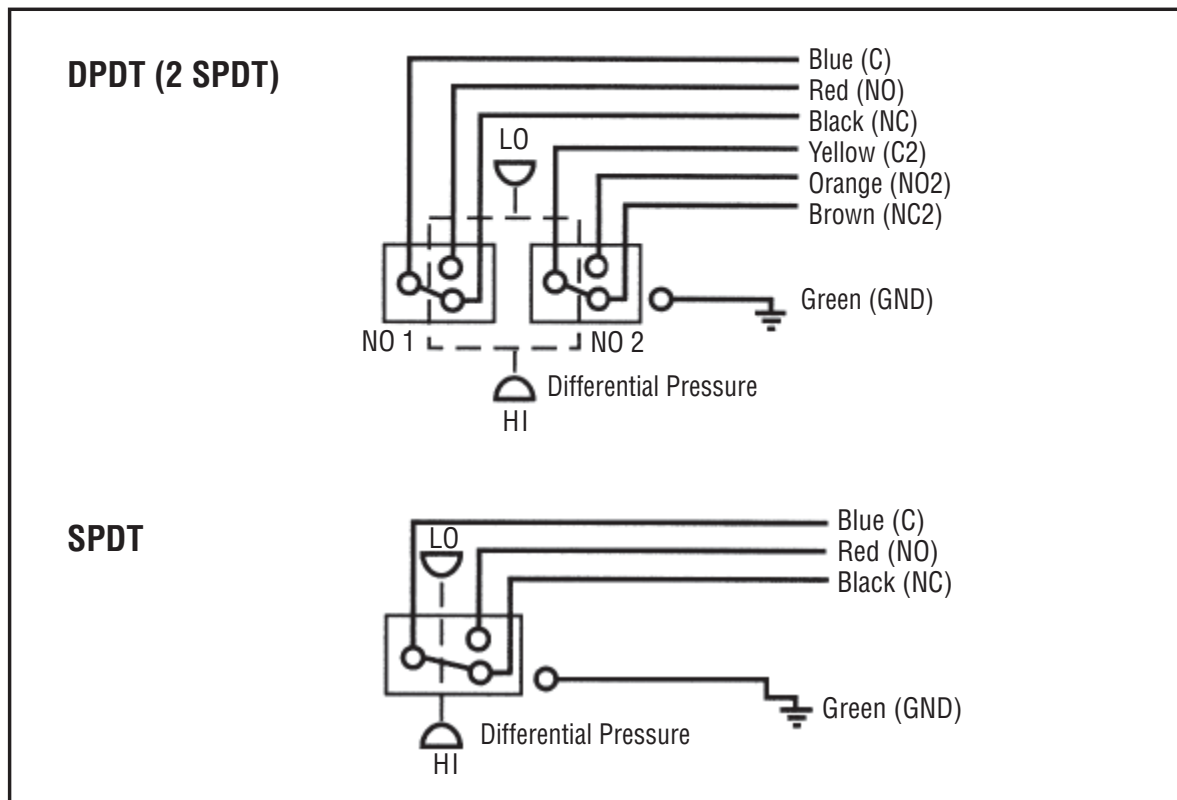 DPDT (2 SPDT)
Blue (C)
Red (NO)
Black (NC)
LO
Yellow (C2)
Orange (NO2)
Brown (NC2)
Green (GND)
NO 1
NO 2
Differential Pressure
HI
SPDT
Blue (C)
LO
Red (NO)
Black (NC)
Green (GND)
Differential Pressure
HI